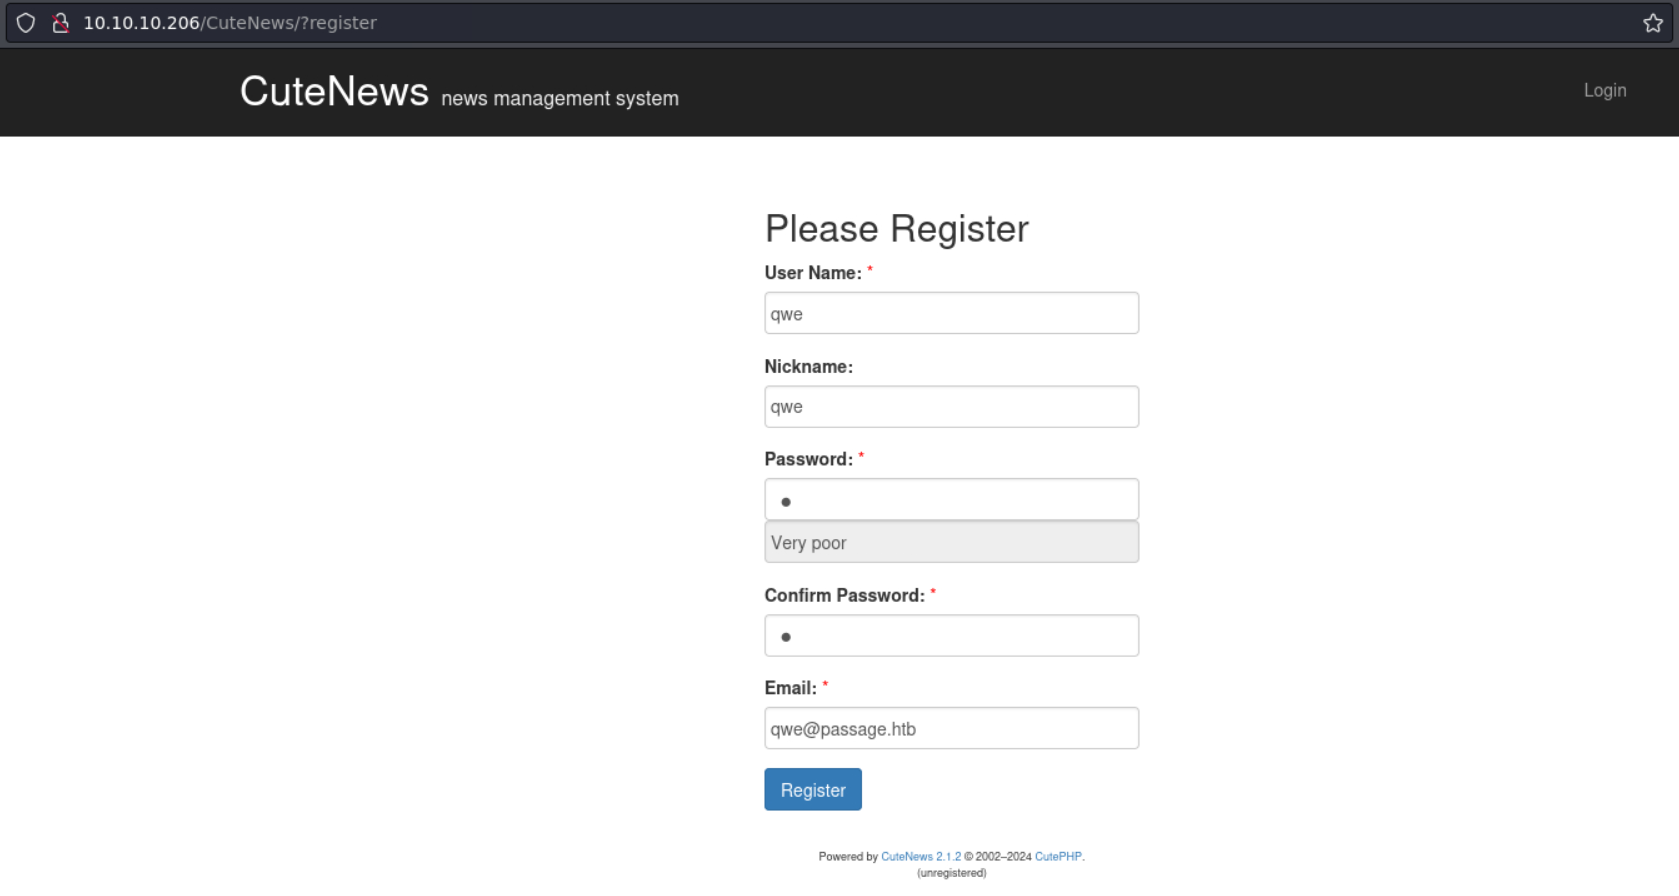 10.10.10.206/CuteNews/?register
CuteNews news management system
Login
Please Register
User Name: *
qwe
Nickname:
qwe
Password: *
●
Very poor
Confirm Password: *
●
Email: *
qwe@passage.htb
Register
Powered by CuteNews 2.1.2 © 2002–2024 CutePHP.
(unregistered)